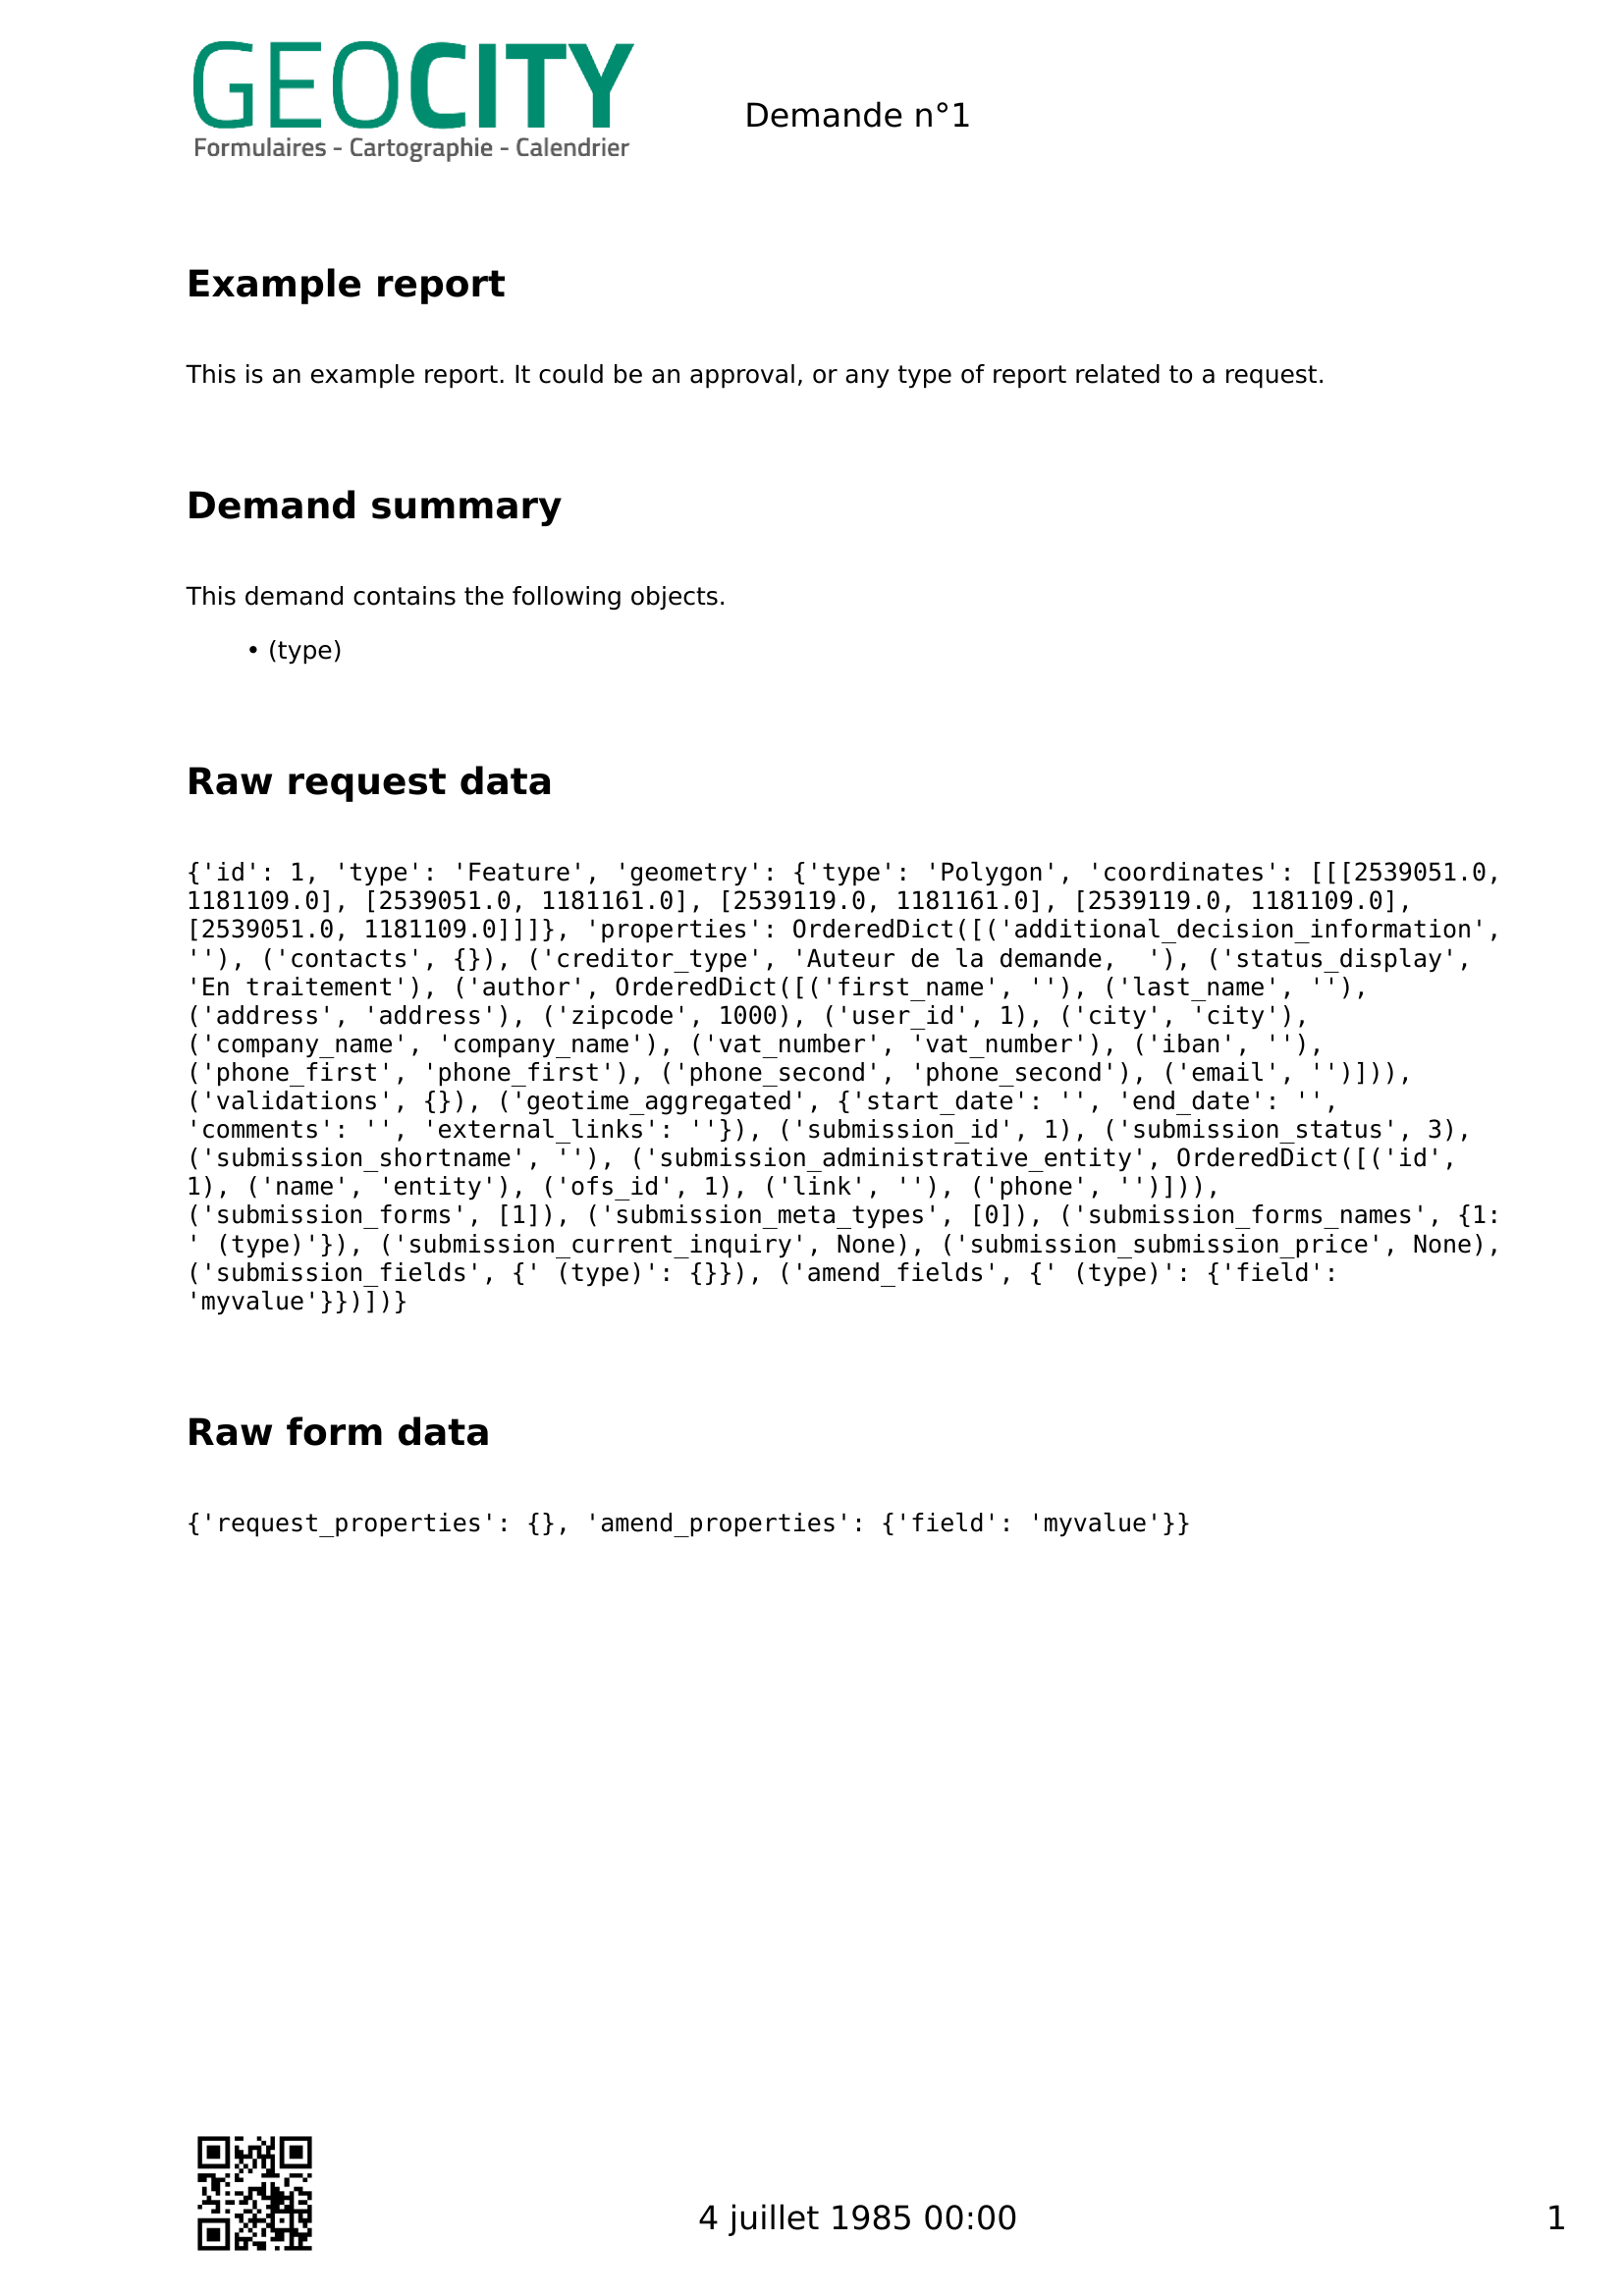 GEOCITY
Formulaires - Cartographie - Calendrier
Demande n°1
Example report
This is an example report. It could be an approval, or any type of report related to a request.
Demand summary
This demand contains the following objects.
• (type)
Raw request data
{'id': 1, 'type': 'Feature', 'geometry': {'type': 'Polygon', 'coordinates': [[[2539051.0,
1181109.0], [2539051.0, 1181161.0], [2539119.0, 1181161.0], [2539119.0, 1181109.0],
[2539051.0, 1181109.0]]]}, 'properties': OrderedDict([('additional_decision_information',
''), ('contacts', {}), ('creditor_type', 'Auteur de la demande,  '), ('status_display',
'En traitement'), ('author', OrderedDict([('first_name', ''), ('last_name', ''),
('address', 'address'), ('zipcode', 1000), ('user_id', 1), ('city', 'city'),
('company_name', 'company_name'), ('vat_number', 'vat_number'), ('iban', ''),
('phone_first', 'phone_first'), ('phone_second', 'phone_second'), ('email', '')])),
('validations', {}), ('geotime_aggregated', {'start_date': '', 'end_date': '',
'comments': '', 'external_links': ''}), ('submission_id', 1), ('submission_status', 3),
('submission_shortname', ''), ('submission_administrative_entity', OrderedDict([('id',
1), ('name', 'entity'), ('ofs_id', 1), ('link', ''), ('phone', '')])),
('submission_forms', [1]), ('submission_meta_types', [0]), ('submission_forms_names', {1:
' (type)'}), ('submission_current_inquiry', None), ('submission_submission_price', None),
('submission_fields', {' (type)': {}}), ('amend_fields', {' (type)': {'field':
'myvalue'}})])}
Raw form data
{'request_properties': {}, 'amend_properties': {'field': 'myvalue'}}
4 juillet 1985 00:00
1